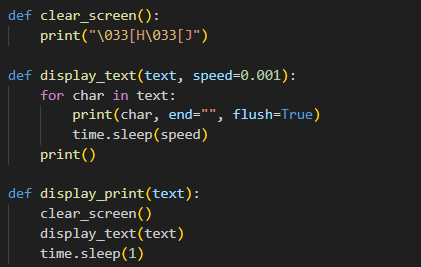 def clear_screen():
    print("\033[H\033[J")

def display_text(text, speed=0.001):
    for char in text:
        print(char, end="", flush=True)
        time.sleep(speed)
    print()

def display_print(text):
    clear_screen()
    display_text(text)
    time.sleep(1)